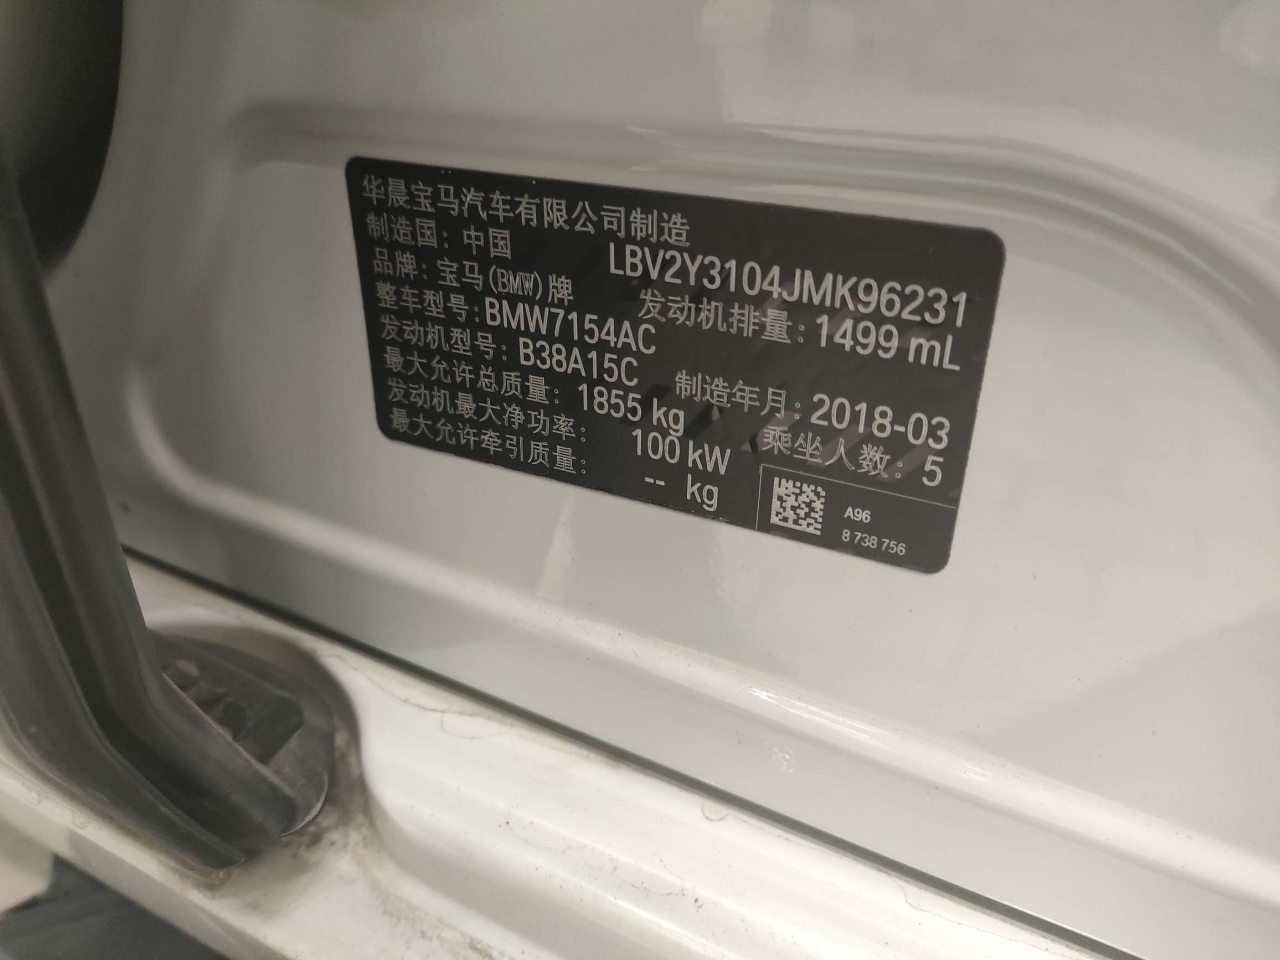 华晨宝马汽车有限公司制造
制造国：中国
LBV2Y3104JMK96231
品牌：宝马(BMW)牌
发动机排量：1499 mL
整车型号：BMW7154AC
发动机型号：B38A15C
制造年月：2018-03
最大允许总质量：1855 kg
乘坐人数：5
发动机最大净功率：100 kW
最大允许牵引质量：-- kg
A96
8 738 756